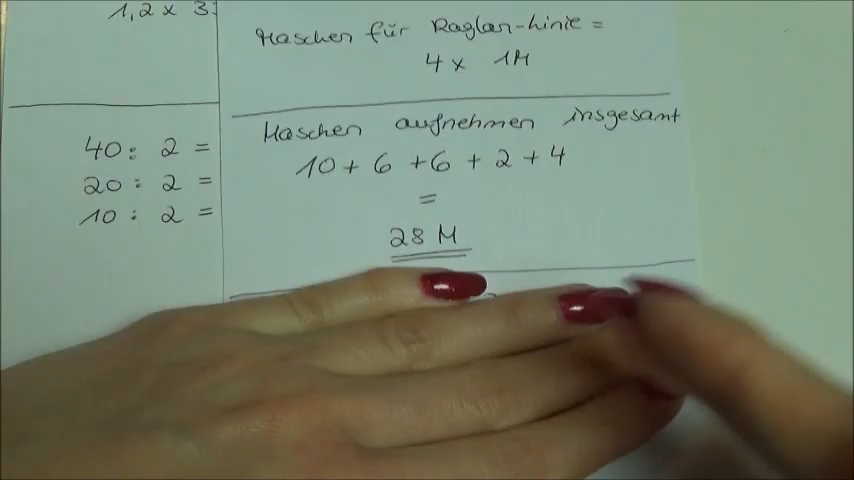 1,2 x 3
Maschen für Raglan-Linie =
4 x 1M
Maschen aufnehmen insgesamt
10 + 6 + 6 + 2 + 4
=
28 M
40 : 2 =
20 : 2 =
10 : 2 =